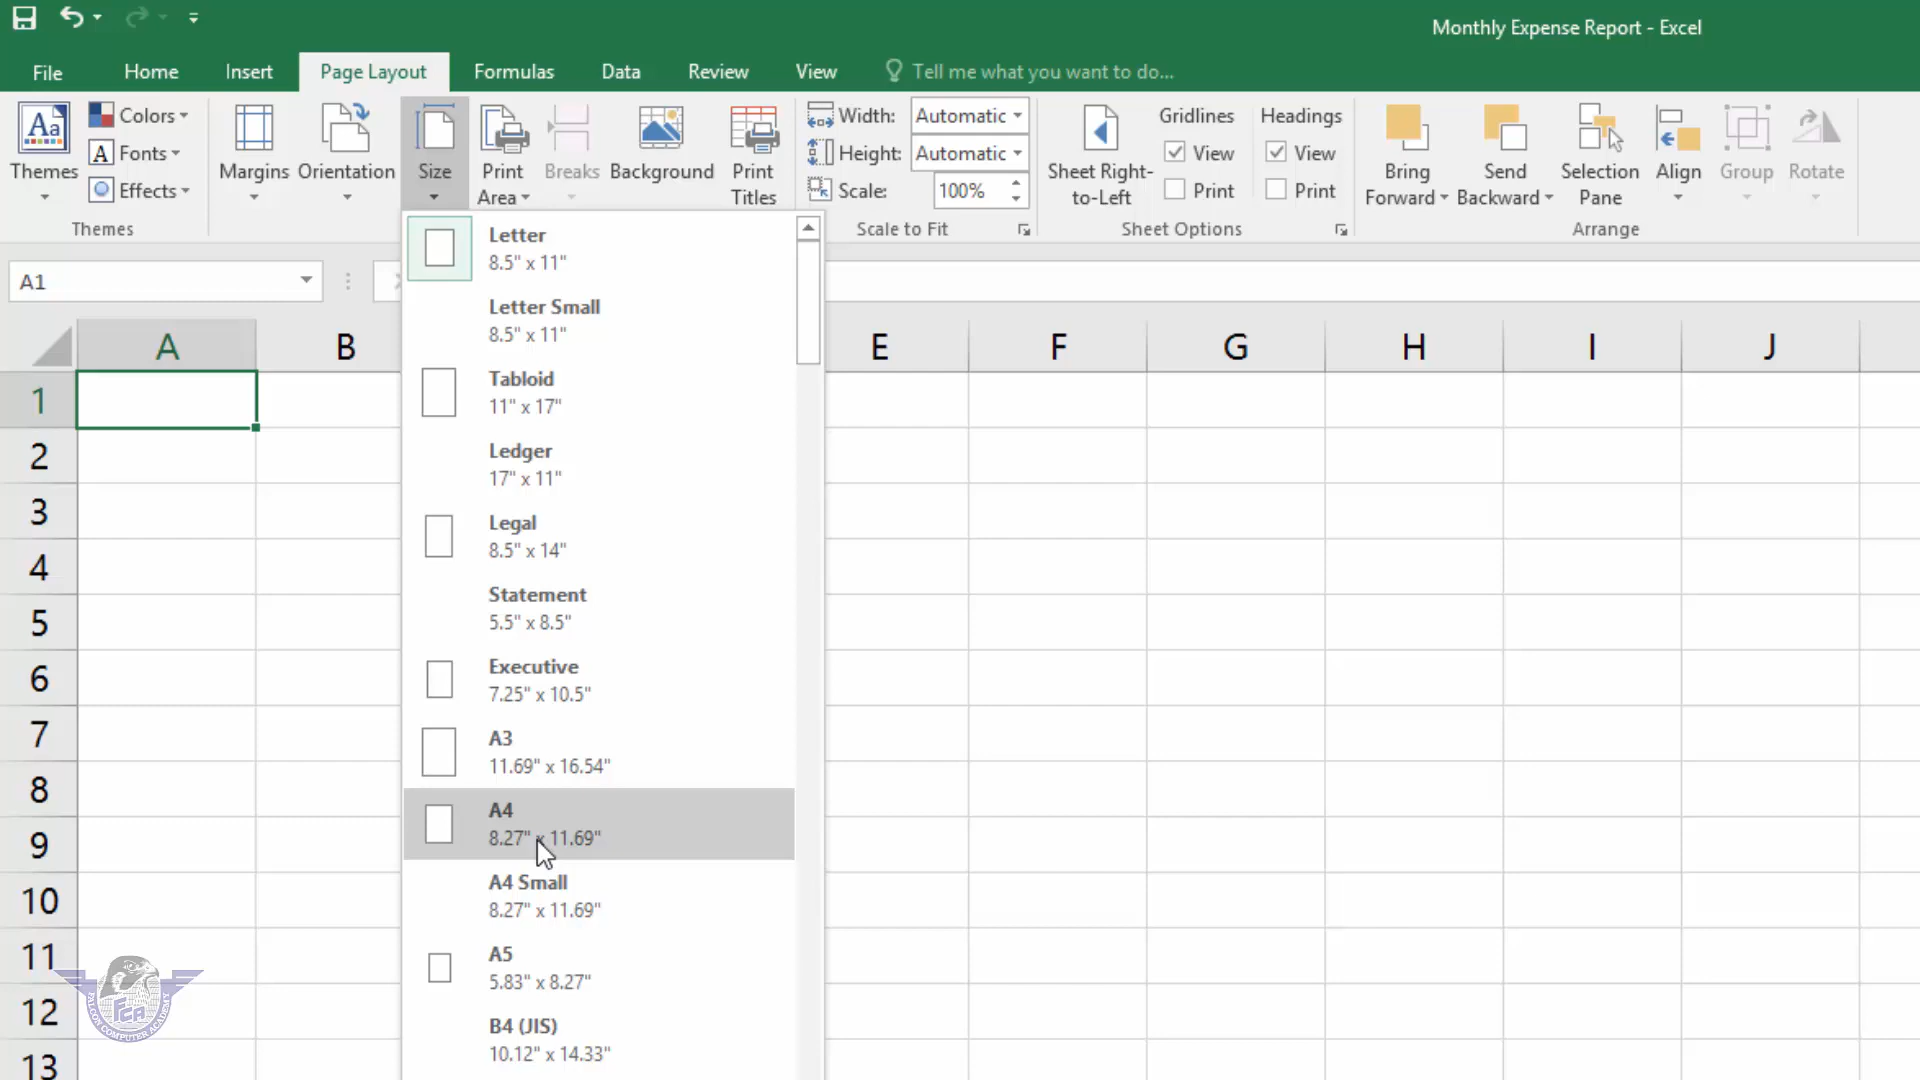 Monthly Expense Report - Excel
File Home Insert Page Layout Formulas Data Review View Tell me what you want to do...
Themes
Colors
Fonts
Effects
Themes
Margins
Orientation
Size
Print Area
Breaks
Background
Print Titles
Width: Automatic
Height: Automatic
Scale: 100%
Scale to Fit
Sheet Right-to-Left
Gridlines
View
Print
Headings
View
Print
Sheet Options
Bring Forward
Send Backward
Selection Pane
Align
Group
Rotate
Arrange
A1
A B E F G H I J
1
2
3
4
5
6
7
8
9
10
11
12
13
Letter
8.5" x 11"
Letter Small
8.5" x 11"
Tabloid
11" x 17"
Ledger
17" x 11"
Legal
8.5" x 14"
Statement
5.5" x 8.5"
Executive
7.25" x 10.5"
A3
11.69" x 16.54"
A4
8.27" x 11.69"
A4 Small
8.27" x 11.69"
A5
5.83" x 8.27"
B4 (JIS)
10.12" x 14.33"
FCA
FALCON COMPUTER ACADEMY